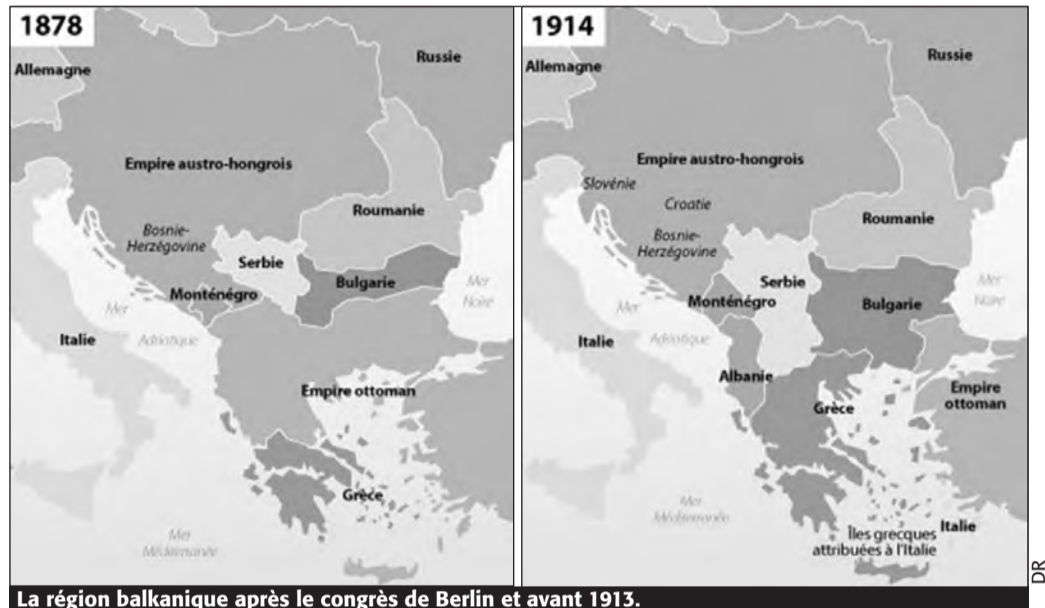 1878
Russie
Allemagne
Empire austro-hongrois
Roumanie
Bosnie-
Herzégovine
Serbie
Bulgarie
Mer
Noire
Monténégro
Mer
Adriatique
Italie
Empire ottoman
Grèce
Mer
Méditerranée
1914
Russie
Allemagne
Empire austro-hongrois
Slovénie
Croatie
Roumanie
Bosnie-
Herzégovine
Serbie
Mer
Noire
Monténégro
Bulgarie
Mer
Adriatique
Italie
Albanie
Empire
ottoman
Grèce
Mer
Méditerranée
Italie
Îles grecques
attribuées à l'Italie
DR
La région balkanique après le congrès de Berlin et avant 1913.